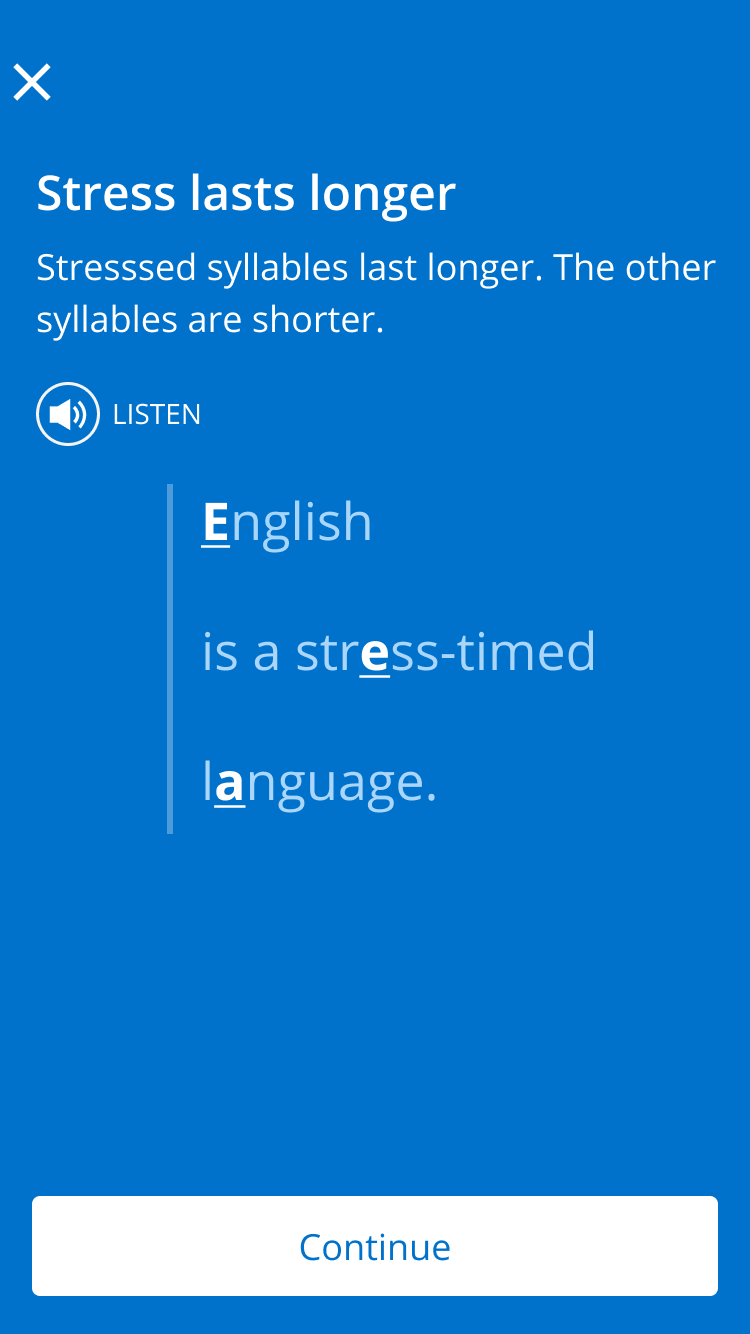 Stress lasts longer
Stresssed syllables last longer. The other
syllables are shorter.
LISTEN
English
is a stress-timed
language.
Continue